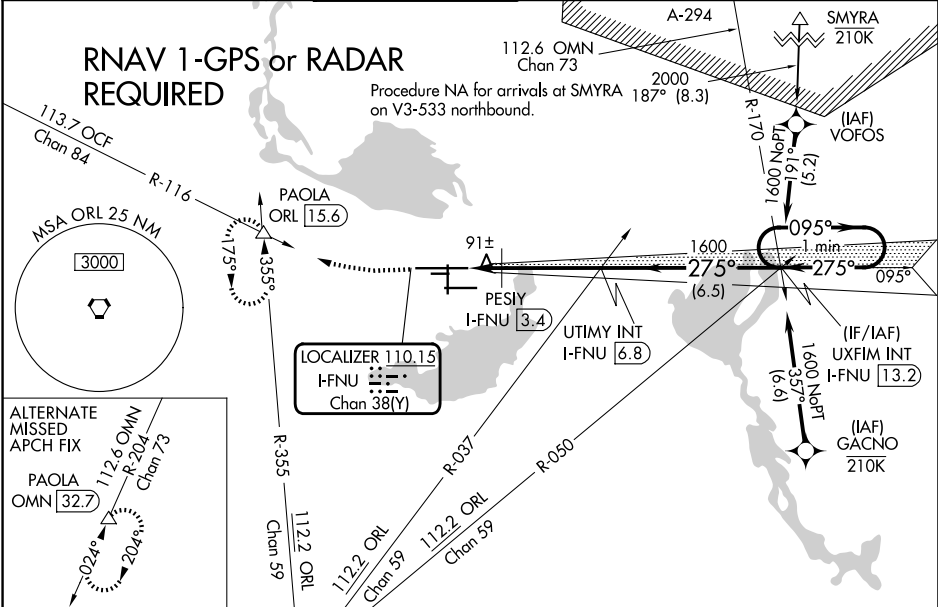 RNAV 1-GPS or RADAR
REQUIRED
A-294
SMYRA
210K
112.6 OMN
Chan 73
2000
187° (8.3)
Procedure NA for arrivals at SMYRA
on V3-533 northbound.
R-170
(IAF)
VOFOS
1600 NoPT
191°
(5.2)
113.7 OCF
Chan 84
R-116
PAOLA
ORL 15.6
175°
355°
MSA ORL 25 NM
3000
91±
1600
095°
1 min
275°
(6.5)
275°
095°
PESIY
I-FNU 3.4
UTIMY INT
I-FNU 6.8
(IF/IAF)
UXFIM INT
I-FNU 13.2
LOCALIZER 110.15
I-FNU
Chan 38(Y)
1600 NoPT
357°
(6.6)
(IAF)
GACNO
210K
R-355
112.2 ORL
Chan 59
R-037
112.2 ORL
Chan 59
R-050
112.2 ORL
Chan 59
ALTERNATE
MISSED
APCH FIX
112.6 OMN
R-204
Chan 73
PAOLA
OMN 32.7
024°
204°